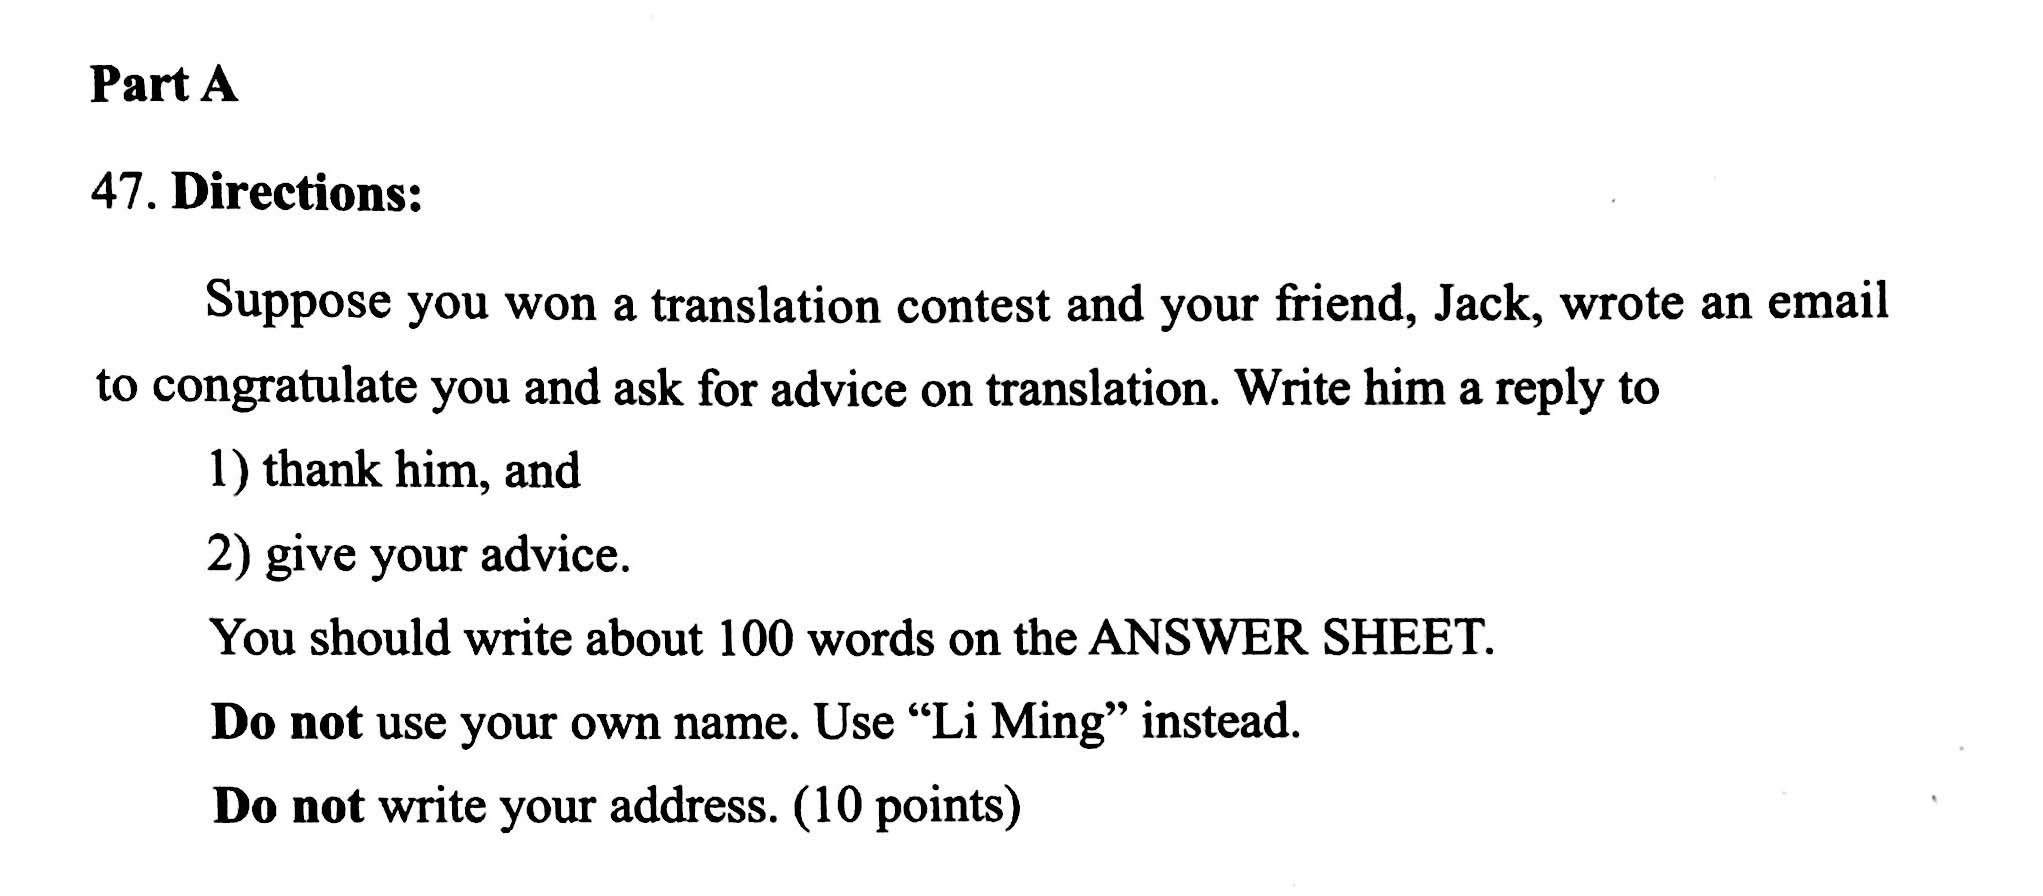 Part A
47. Directions:
Suppose you won a translation contest and your friend, Jack, wrote an email
to congratulate you and ask for advice on translation. Write him a reply to
1) thank him, and
2) give your advice.
You should write about 100 words on the ANSWER SHEET.
Do not use your own name. Use “Li Ming” instead.
Do not write your address. (10 points)